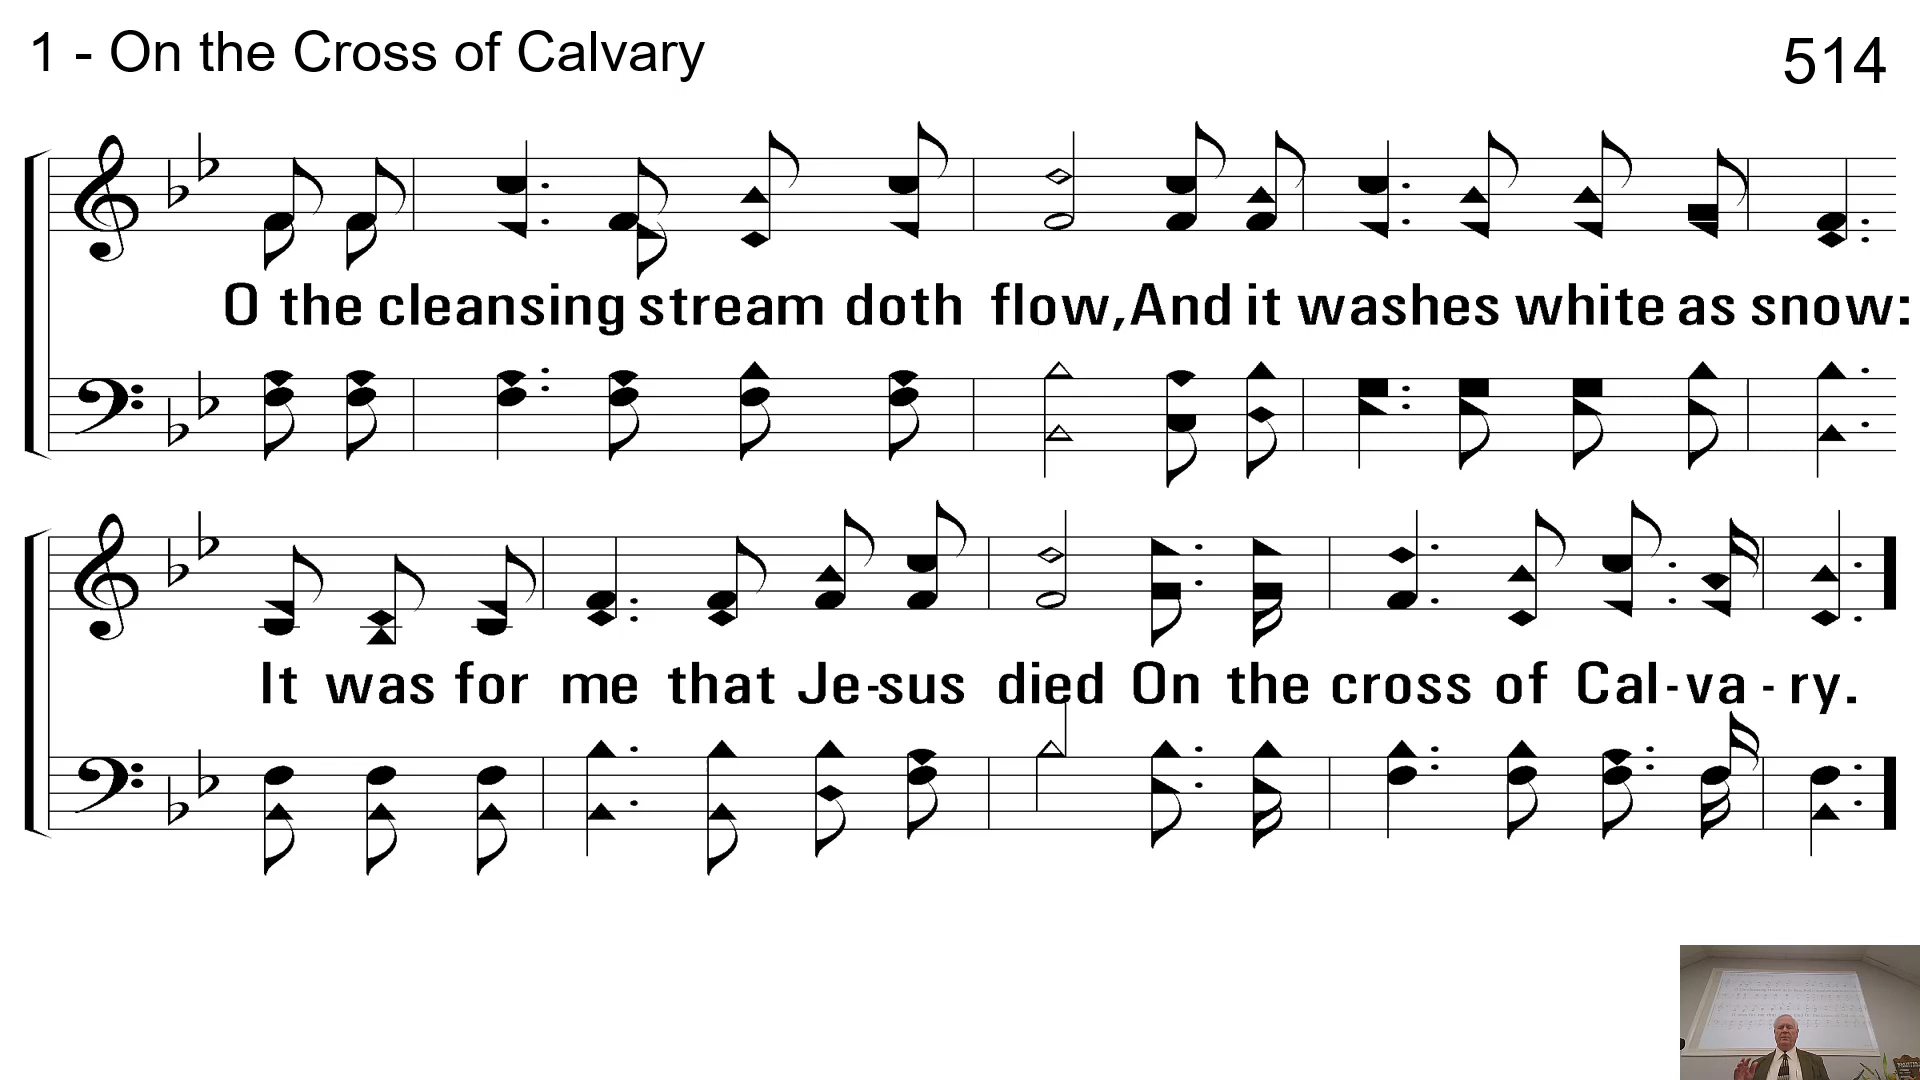 1 - On the Cross of Calvary
514
O the cleansing stream doth flow, And it washes white as snow:
It was for me that Je-sus died On the cross of Cal-va-ry.